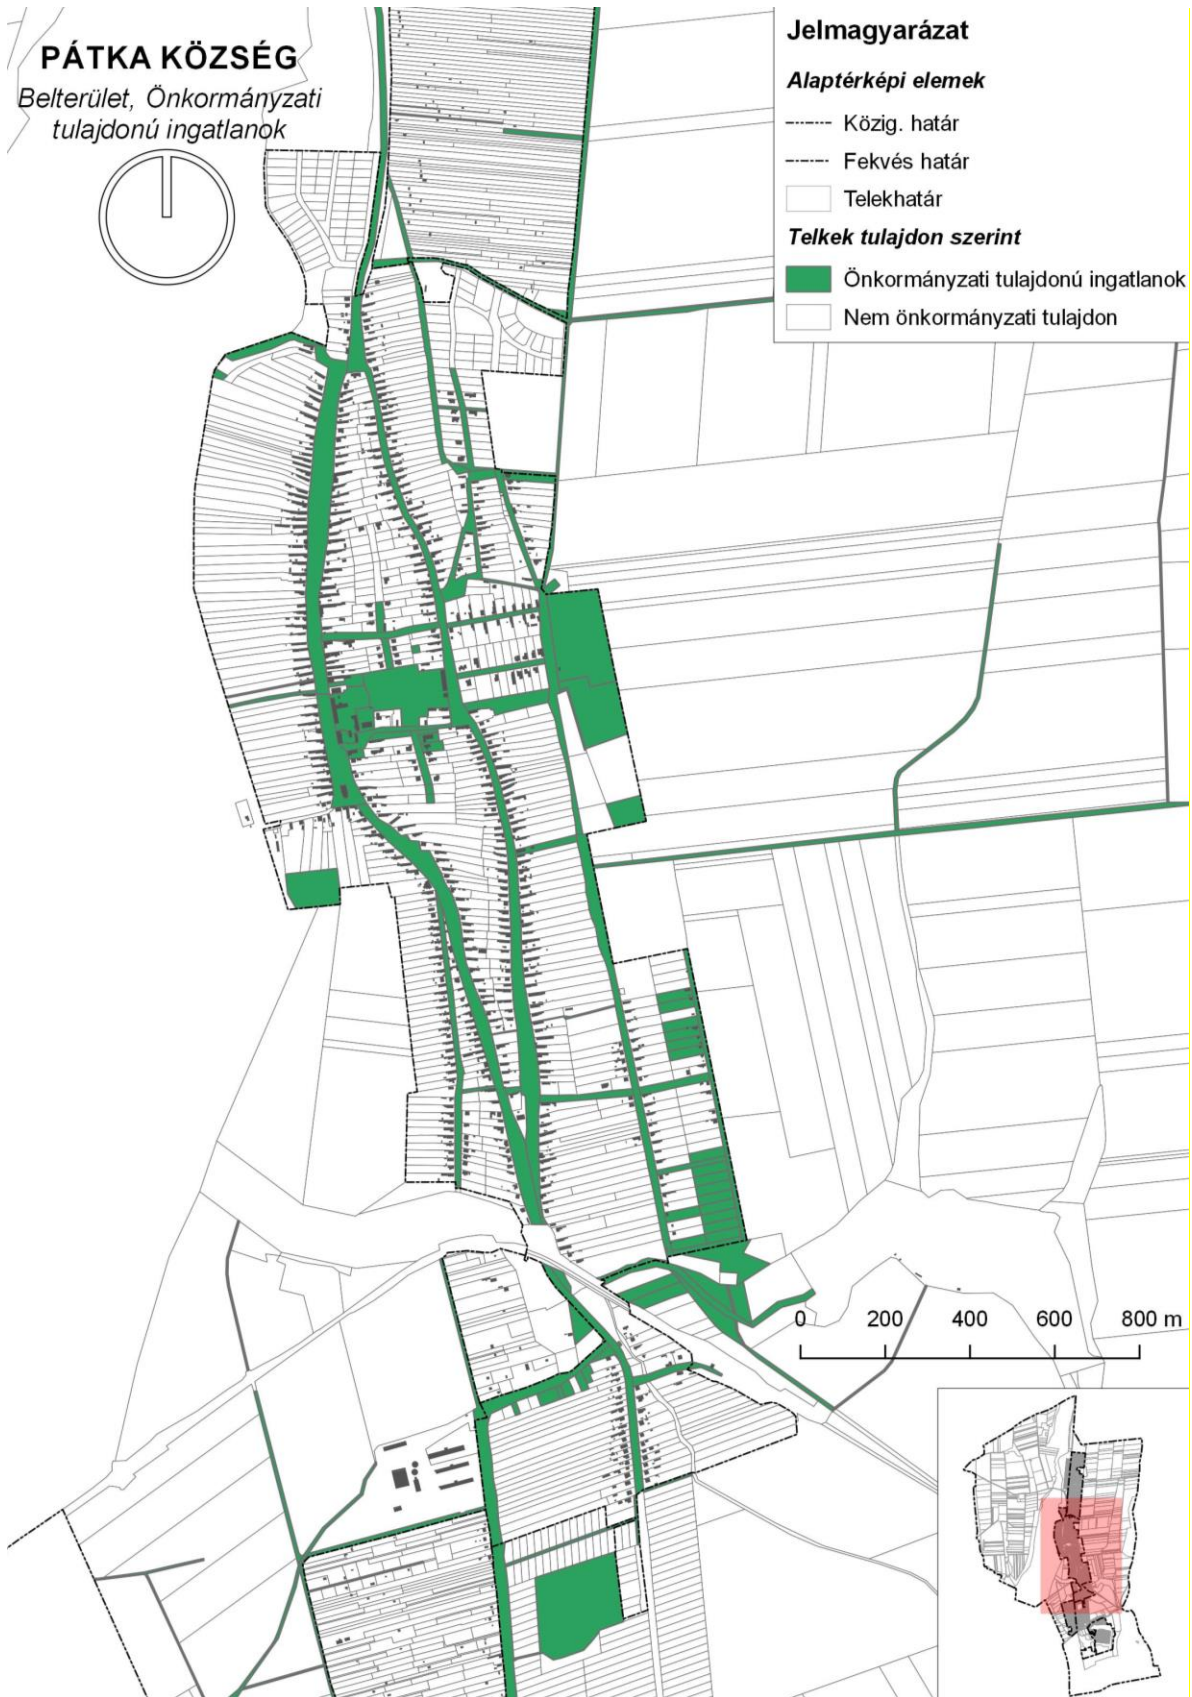 PÁTKA KÖZSÉG
Belterület, Önkormányzati
tulajdonú ingatlanok
Jelmagyarázat
Alaptérképi elemek
Közig. határ
Fekvés határ
Telekhatár
Telkek tulajdon szerint
Önkormányzati tulajdonú ingatlanok
Nem önkormányzati tulajdon
0 200 400 600 800 m